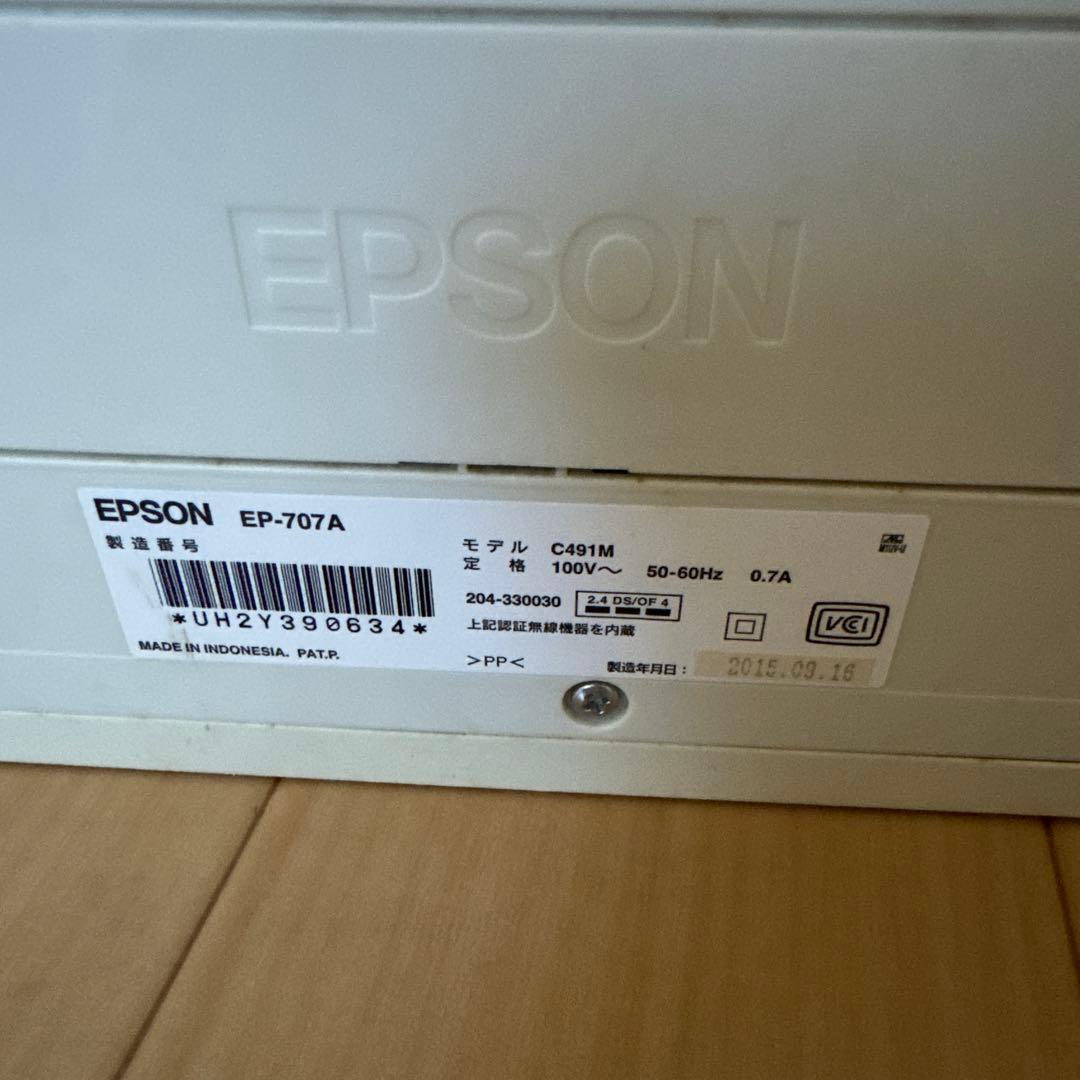 EPSON
EPSON EP-707A
製造番号
*UH2Y390634*
MADE IN INDONESIA. PAT.P.
モデル C491M
定格 100V～ 50-60Hz 0.7A
204-330030 2.4 DS/OF 4
上記認証無線機器を内蔵
>PP<
VCI
製造年月日： 2015.09.16